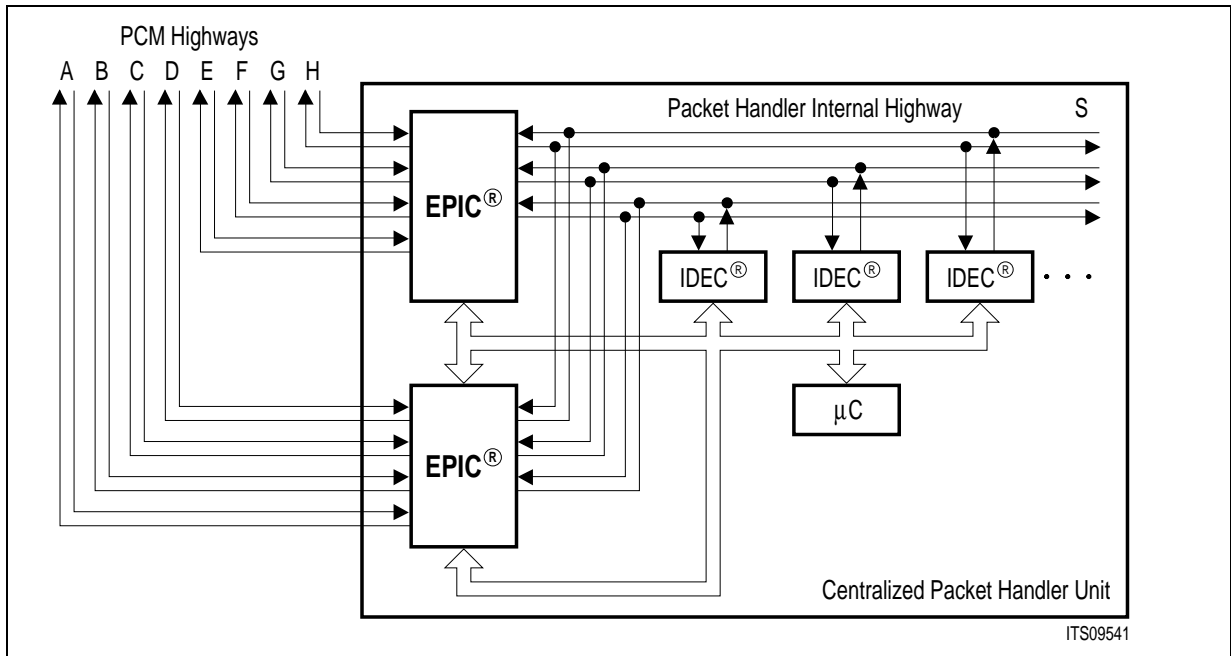 PCM Highways
A B C D E F G H
Packet Handler Internal Highway S
EPIC®
IDEC® IDEC® IDEC® . . .
EPIC®
μC
Centralized Packet Handler Unit
ITS09541